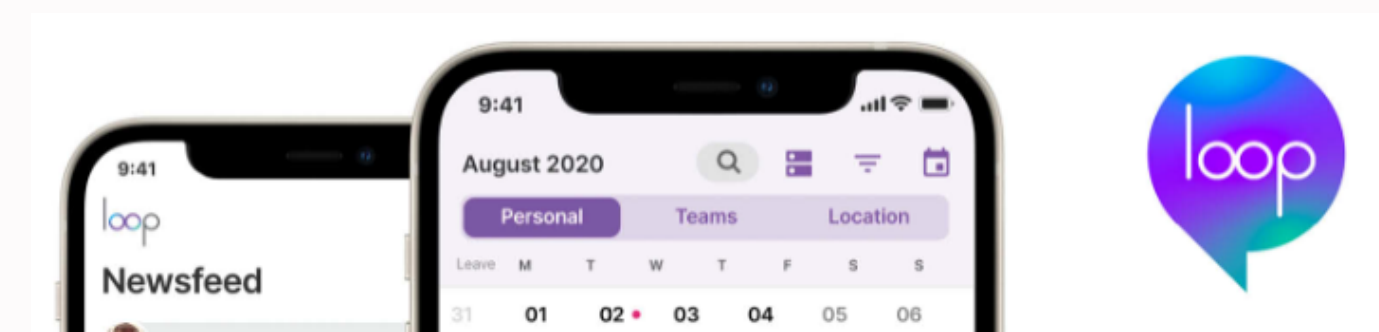 9:41
loop
Newsfeed
9:41
August 2020
Personal Teams Location
Leave M T W T F S S
31 01 02 03 04 05 06
loop